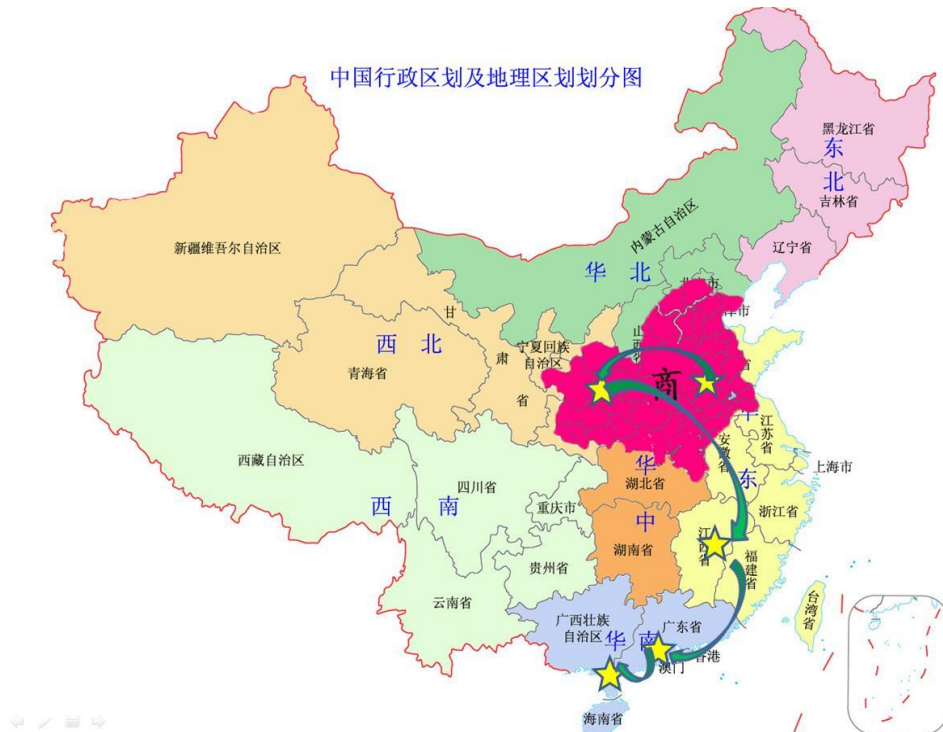 中国行政区划及地理区划划分图
黑龙江省
东
北
吉林省
辽宁省
内蒙古自治区
华 北
新疆维吾尔自治区
甘
肃
省
西 北
青海省
宁夏回族
自治区
商
西藏自治区
四川省
西 南
重庆市
贵州省
云南省
华
湖北省
中
湖南省
安徽省
江苏省
上海市
东
浙江省
江西省
福建省
台湾省
广西壮族
自治区
华 南
广东省
香港
澳门
海南省